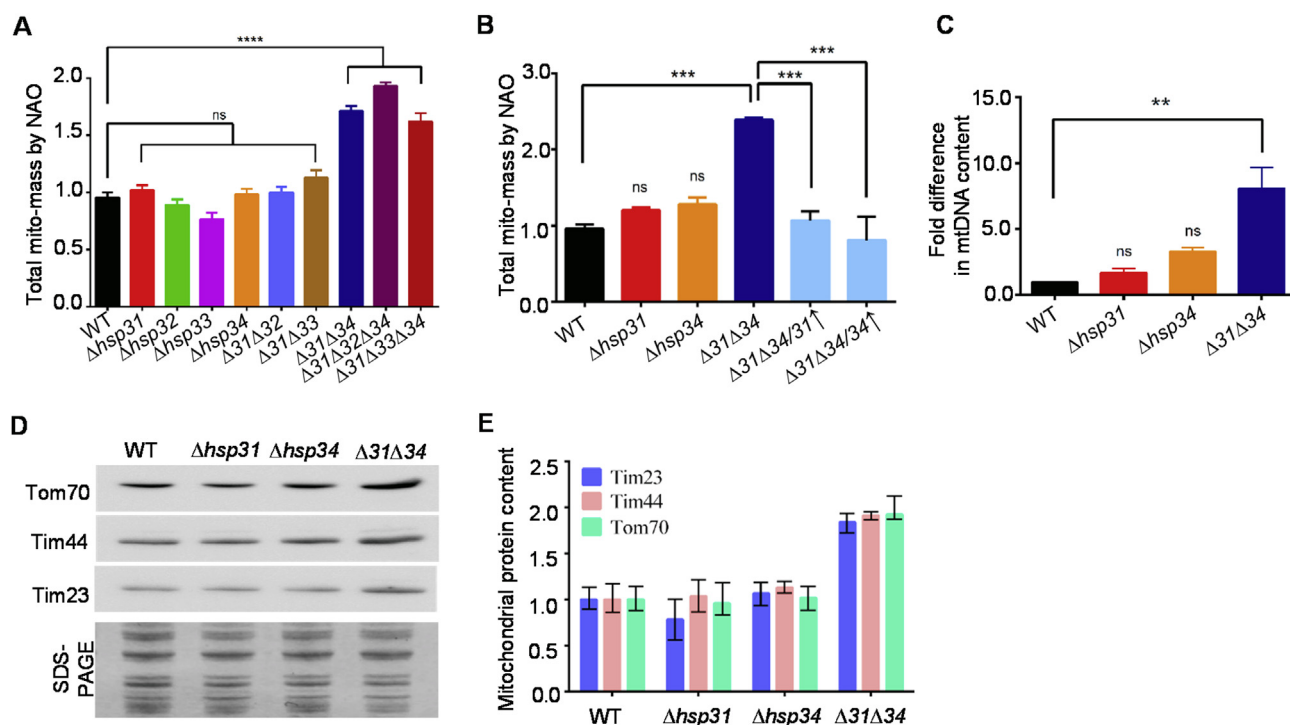 A
Total mito-mass by NAO
2.0
1.5
1.0
0.5
0.0
****
ns
WT
Δhsp31
Δhsp32
Δhsp33
Δhsp34
Δ31Δ32
Δ31Δ33
Δ31Δ34
Δ31Δ32Δ34
Δ31Δ33Δ34
B
Total mito-mass by NAO
3.0
2.0
1.0
0.0
***
***
***
ns
ns
WT
Δhsp31
Δhsp34
Δ31Δ34
Δ31Δ34/31↑
Δ31Δ34/34↑
C
Fold difference
in mtDNA content
15.0
10.0
5.0
0.0
**
ns
ns
WT
Δhsp31
Δhsp34
Δ31Δ34
D
WT Δhsp31 Δhsp34 Δ31Δ34
Tom70
Tim44
Tim23
SDS-
PAGE
E
Mitochondrial protein content
2.5
2.0
1.5
1.0
0.5
0.0
Tim23
Tim44
Tom70
WT Δhsp31 Δhsp34 Δ31Δ34